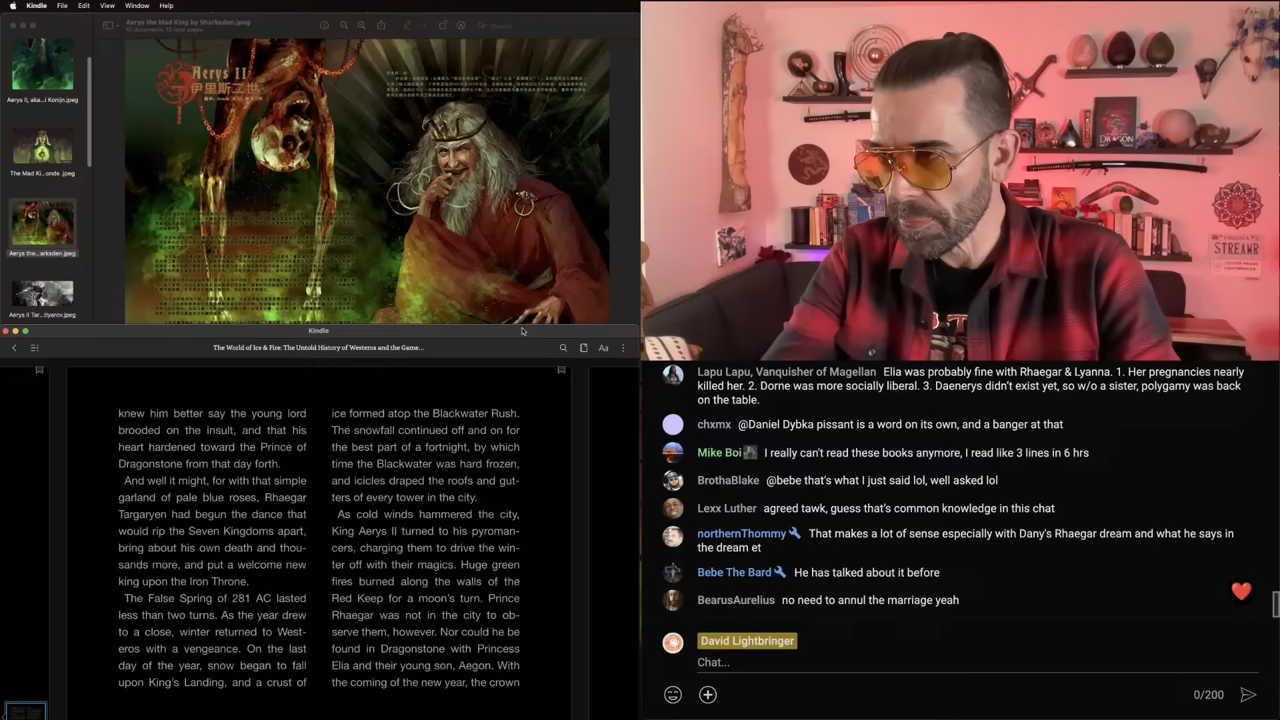 Kindle File Edit View Window Help
Aerys the Mad King by Sharksden.jpeg
15 documents, 15 total pages
Search
Aerys II, aka...i Konijn.jpeg
The Mad Ki...onde .jpeg
Aerys the...arksden.jpeg
Aerys II Tar...tiyarov.jpeg
Aerys II
伊里斯二世
Kindle
The World of Ice & Fire: The Untold History of Westeros and the Game...
Aa
knew him better say the young lord
brooded on the insult, and that his
heart hardened toward the Prince of
Dragonstone from that day forth.
And well it might, for with that simple
garland of pale blue roses, Rhaegar
Targaryen had begun the dance that
would rip the Seven Kingdoms apart,
bring about his own death and thou-
sands more, and put a welcome new
king upon the Iron Throne.
The False Spring of 281 AC lasted
less than two turns. As the year drew
to a close, winter returned to West-
eros with a vengeance. On the last
day of the year, snow began to fall
upon King's Landing, and a crust of
ice formed atop the Blackwater Rush.
The snowfall continued off and on for
the best part of a fortnight, by which
time the Blackwater was hard frozen,
and icicles draped the roofs and gut-
ters of every tower in the city.
As cold winds hammered the city,
King Aerys II turned to his pyroman-
cers, charging them to drive the win-
ter off with their magics. Huge green
fires burned along the walls of the
Red Keep for a moon's turn. Prince
Rhaegar was not in the city to ob-
serve them, however. Nor could he be
found in Dragonstone with Princess
Elia and their young son, Aegon. With
the coming of the new year, the crown
DRAGON
STREAMR
Lapu Lapu, Vanquisher of Magellan Elia was probably fine with Rhaegar & Lyanna. 1. Her pregnancies nearly
killed her. 2. Dorne was more socially liberal. 3. Daenerys didn't exist yet, so w/o a sister, polygamy was back
on the table.
chxmx @Daniel Dybka pissant is a word on its own, and a banger at that
Mike Boi I really can't read these books anymore, I read like 3 lines in 6 hrs
BrothaBlake @bebe that's what I just said lol, well asked lol
Lexx Luther agreed tawk, guess that's common knowledge in this chat
northernThommy That makes a lot of sense especially with Dany's Rhaegar dream and what he says in
the dream et
Bebe The Bard He has talked about it before
BearusAurelius no need to annul the marriage yeah
David Lightbringer
Chat...
0/200